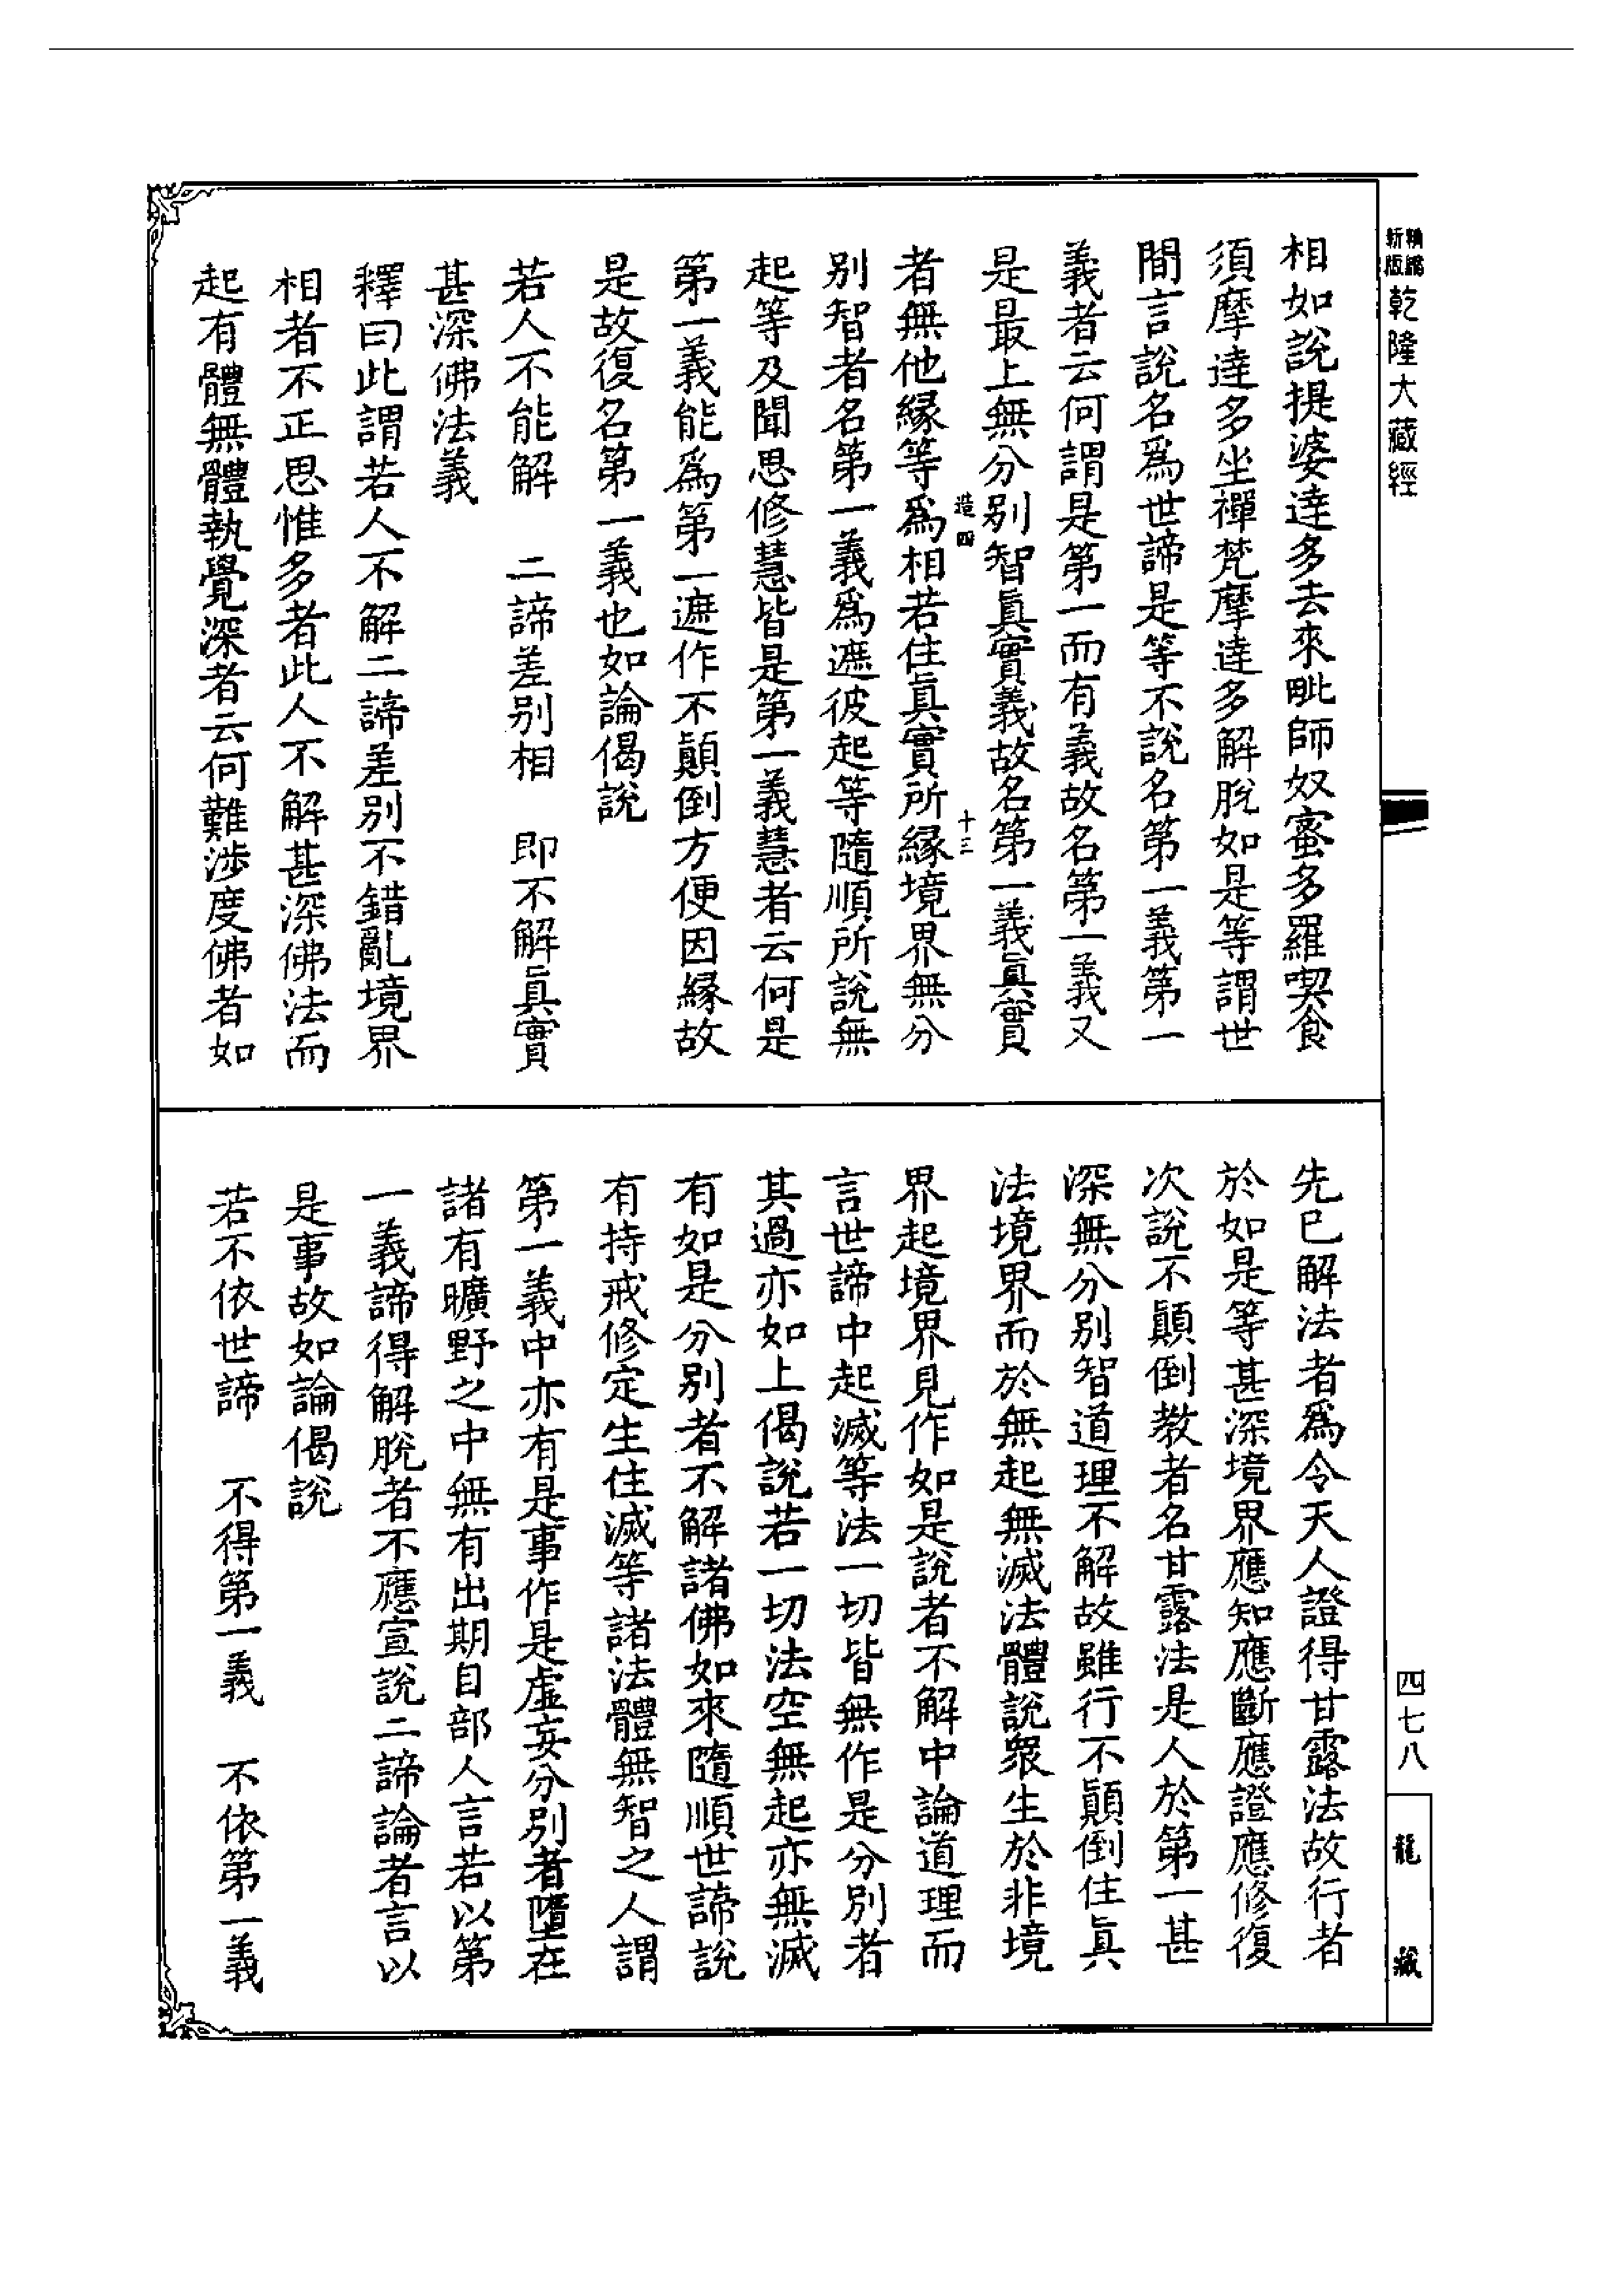 新版
精縮
乾隆大藏經
相如說提婆達多去來毗師奴蜜多羅喫食
須摩達多坐禪梵摩達多解脫如是等謂世
間言說名爲世諦是等不說名第一義第一
義者云何謂是第一而有義故名第一義又
是最上無分別智眞實義故名第一義眞實
造四
十三
者無他緣等爲相若住眞實所緣境界無分
別智者名第一義爲遮彼起等隨順所說無
起等及聞思修慧皆是第一義慧者云何是
第一義能爲第一遮作不顚倒方便因緣故
是故復名第一義也如論偈說
若人不能解 二諦差別相 即不解眞實
甚深佛法義
釋曰此謂若人不解二諦差別不錯亂境界
相者不正思惟多者此人不解甚深佛法而
起有體無體執覺深者云何難涉度佛者如
先已解法者爲令天人證得甘露法故行者
於如是等甚深境界應知應斷應證應修復
次說不顚倒教者名甘露法是人於第一甚
深無分別智道理不解故雖行不顚倒住眞
法境界而於無起無滅法體說眾生於非境
界起境界見作如是說者不解中論道理而
言世諦中起滅等法一切皆無作是分別者
其過亦如上偈說若一切法空無起亦無滅
有如是分別者不解諸佛如來隨順世諦說
有持戒修定生住滅等諸法體無智之人謂
第一義中亦有是事作是虛妄分別者墮在
諸有曠野之中無有出期自部人言若以第
一義諦得解脫者不應宣說二諦論者言以
是事故如論偈說
若不依世諦 不得第一義 不依第一義
四七八
龍藏